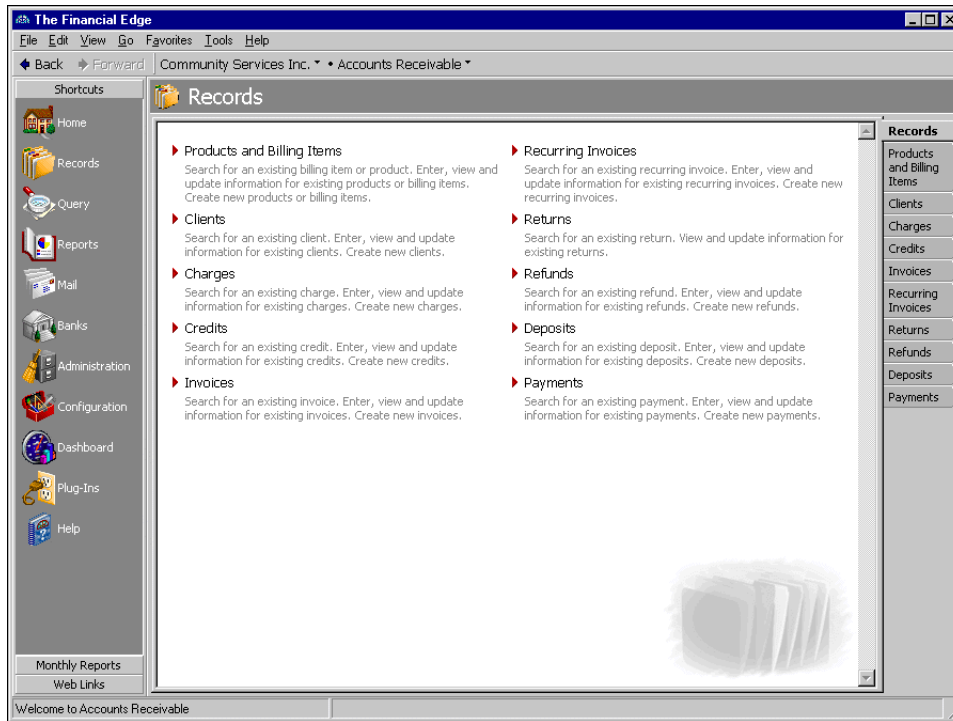 The Financial Edge
File Edit View Go Favorites Tools Help
Back Forward Community Services Inc. • Accounts Receivable
Shortcuts
Home
Records
Query
Reports
Mail
Banks
Administration
Configuration
Dashboard
Plug-Ins
Help
Monthly Reports
Web Links
Records
Products and Billing Items
Search for an existing billing item or product. Enter, view and
update information for existing products or billing items.
Create new products or billing items.
Clients
Search for an existing client. Enter, view and update
information for existing clients. Create new clients.
Charges
Search for an existing charge. Enter, view and update
information for existing charges. Create new charges.
Credits
Search for an existing credit. Enter, view and update
information for existing credits. Create new credits.
Invoices
Search for an existing invoice. Enter, view and update
information for existing invoices. Create new invoices.
Recurring Invoices
Search for an existing recurring invoice. Enter, view and
update information for existing recurring invoices. Create new
recurring invoices.
Returns
Search for an existing return. View and update information for
existing returns.
Refunds
Search for an existing refund. Enter, view and update
information for existing refunds. Create new refunds.
Deposits
Search for an existing deposit. Enter, view and update
information for existing deposits. Create new deposits.
Payments
Search for an existing payment. Enter, view and update
information for existing payments. Create new payments.
Records
Products
and Billing
Items
Clients
Charges
Credits
Invoices
Recurring
Invoices
Returns
Refunds
Deposits
Payments
Welcome to Accounts Receivable